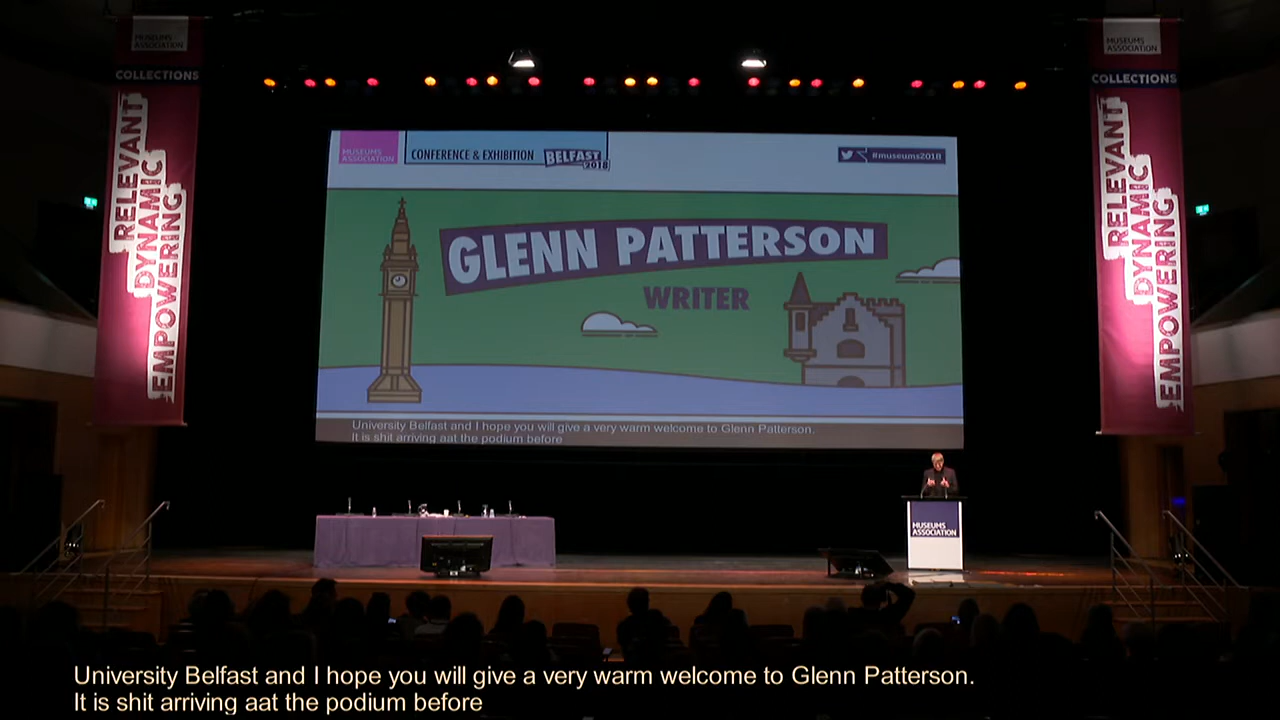 MUSEUMS
ASSOCIATION
COLLECTIONS
RELEVANT
DYNAMIC
EMPOWERING
MUSEUMS
ASSOCIATION
CONFERENCE & EXHIBITION BELFAST
2018
#museums2018
GLENN PATTERSON
WRITER
University Belfast and I hope you will give a very warm welcome to Glenn Patterson.
It is shit arriving aat the podium before
MUSEUMS
ASSOCIATION
COLLECTIONS
RELEVANT
DYNAMIC
EMPOWERING
MUSEUMS
ASSOCIATION
University Belfast and I hope you will give a very warm welcome to Glenn Patterson.
It is shit arriving aat the podium before